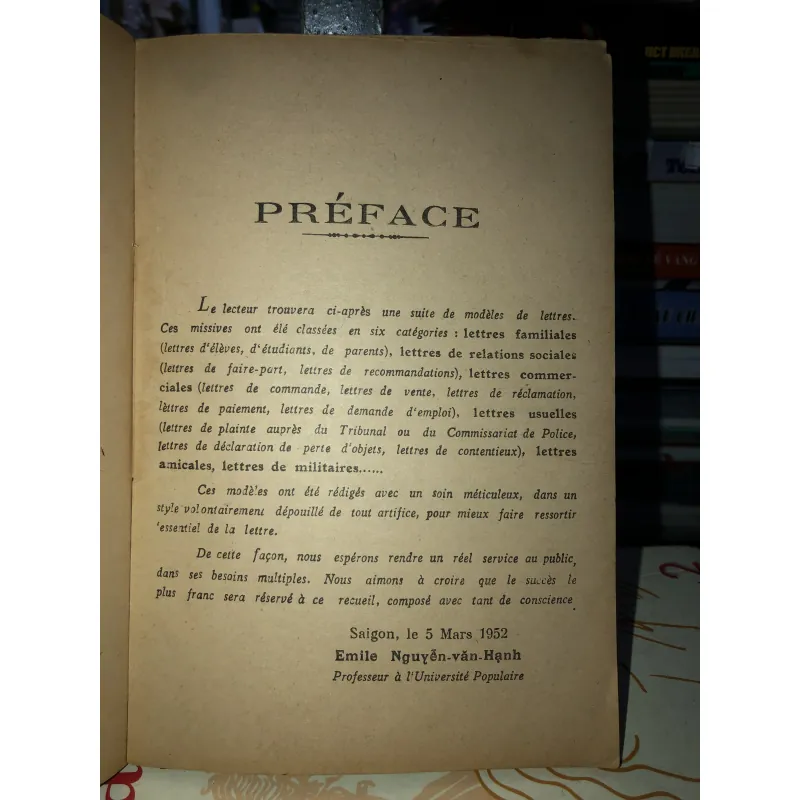 PRÉFACE
Le lecteur trouvera ci-après une suite de modèles de lettres.
Ces missives ont élé classées en six catégories : lettres familiales
(lettres d'élèves, d'étudiants, de parents), lettres de relations sociales
(lettres de faire-part, lettres de recommandations), lettres commer-
ciales (lettres de commande, lettres de vente, lettres de réclamation,
lèttres de paiement, lettres de demande d'emploi), lettres usuelles
(lettres de plainte auprès du Tribunal ou du Commissariat de Police,
lettres de déclaration de perte d'objets, lettres de contentieux), lettres
amicales, lettres de militaires......
Ces modèles ont été rédigés avec un soin méticuleux, dans un
style volontairement dépouillé de tout artifice, pour mieux faire ressortir
'essentiel de la lettre.
De cette façon, nous espérons rendre un réel service au public,
dans ses besoins multiples. Nous aimons à croire que le succès le
plus franc sera réservé à ce recueil, composé avec tant de conscience
Saigon, le 5 Mars 1952
Emile Nguyễn-văn-Hạnh
Professeur à l'Université Populaire
VANG
2